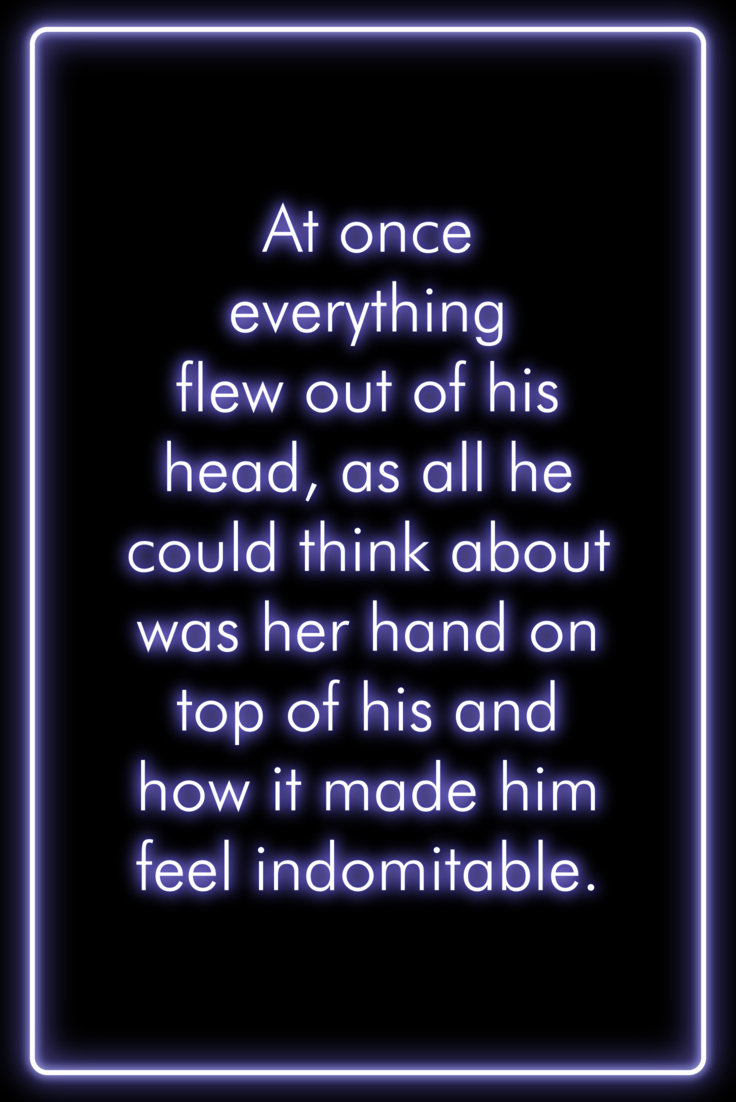 At once
everything
flew out of his
head, as all he
could think about
was her hand on
top of his and
how it made him
feel indomitable.